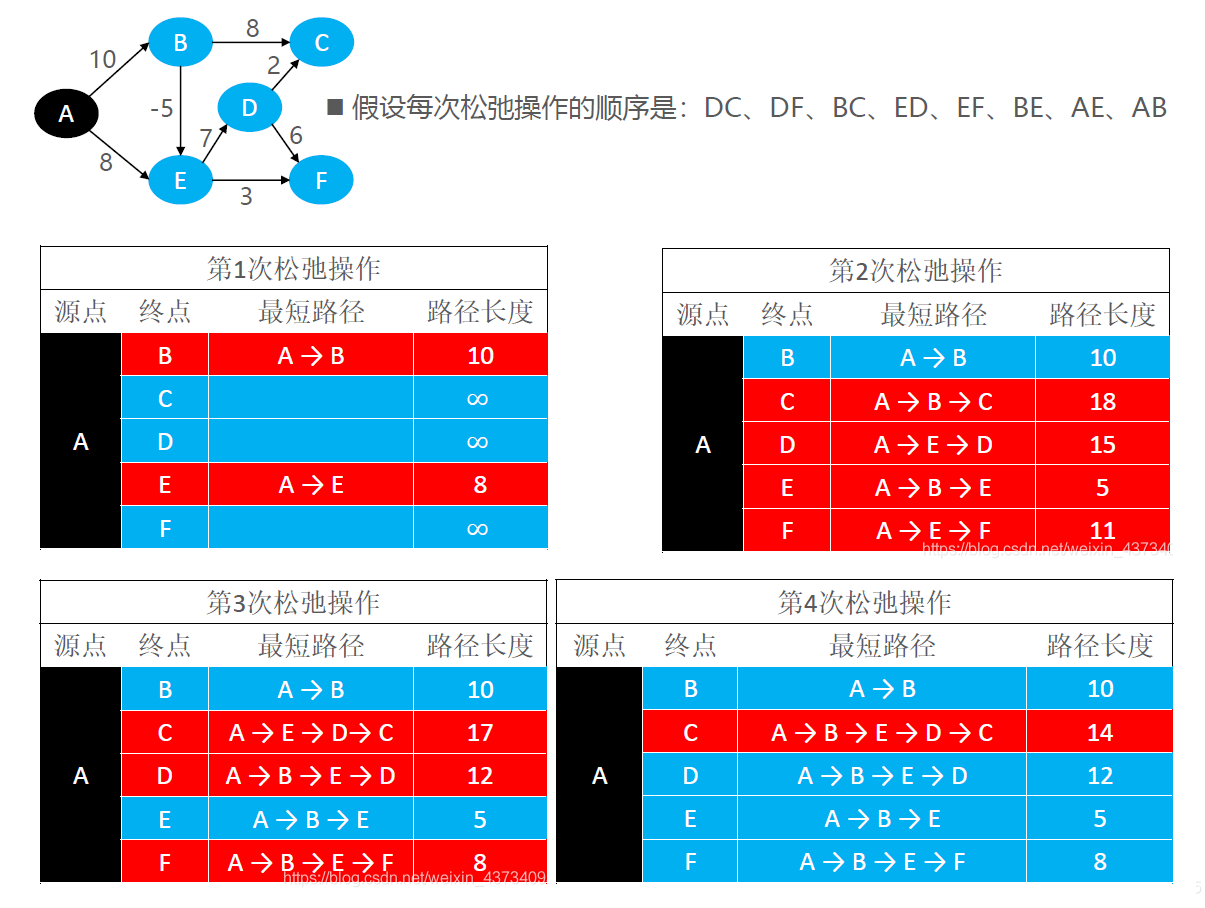 B
8
C
10
2
-5
D
A
■ 假设每次松弛操作的顺序是：DC、DF、BC、ED、EF、BE、AE、AB
7
6
8
E
3
F
第1次松弛操作
源点 终点 最短路径 路径长度
B A → B 10
C ∞
D ∞
A
E A → E 8
F ∞
第2次松弛操作
源点 终点 最短路径 路径长度
B A → B 10
C A → B → C 18
D A → E → D 15
A
E A → B → E 5
F A → E → F 11
https://blog.csdn.net/weixin_437340
第3次松弛操作
源点 终点 最短路径 路径长度
B A → B 10
C A → E → D → C 17
D A → B → E → D 12
A
E A → B → E 5
F A → B → E → F 8
https://blog.csdn.net/weixin_4373409
第4次松弛操作
源点 终点 最短路径 路径长度
B A → B 10
C A → B → E → D → C 14
D A → B → E → D 12
A
E A → B → E 5
F A → B → E → F 8